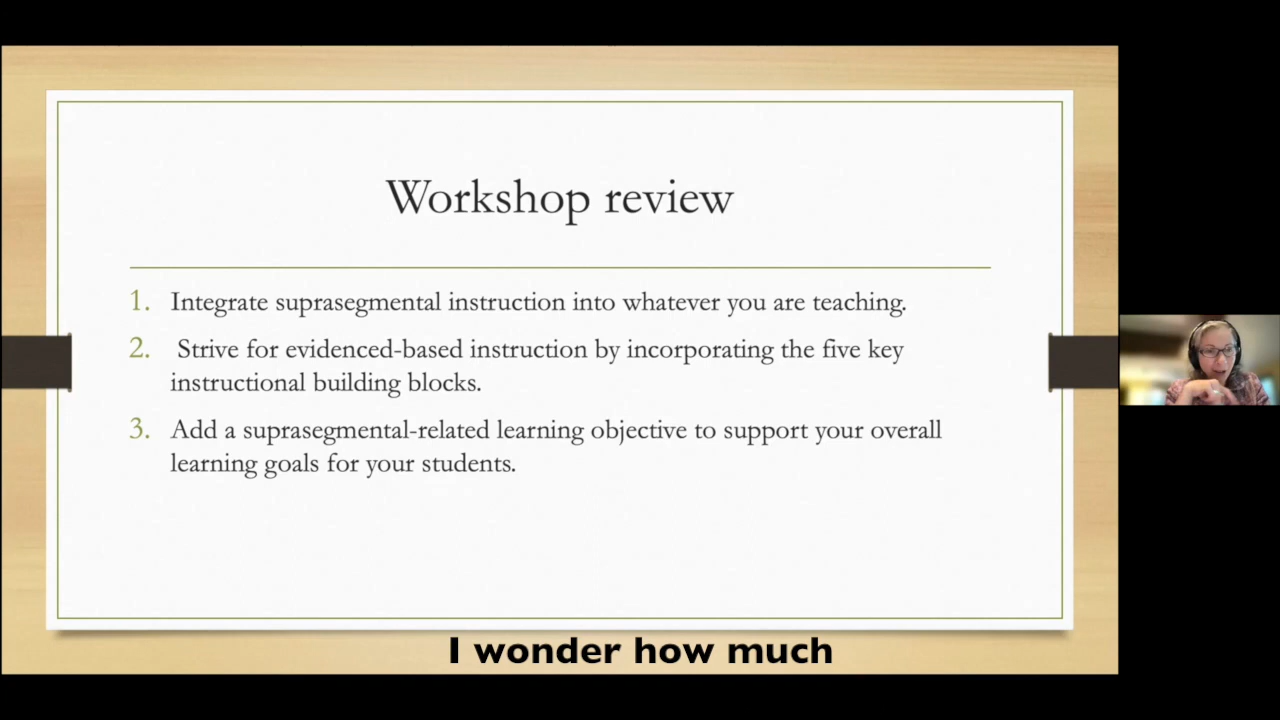 Workshop review
1. Integrate suprasegmental instruction into whatever you are teaching.
2. Strive for evidenced-based instruction by incorporating the five key
instructional building blocks.
3. Add a suprasegmental-related learning objective to support your overall
learning goals for your students.
I wonder how much